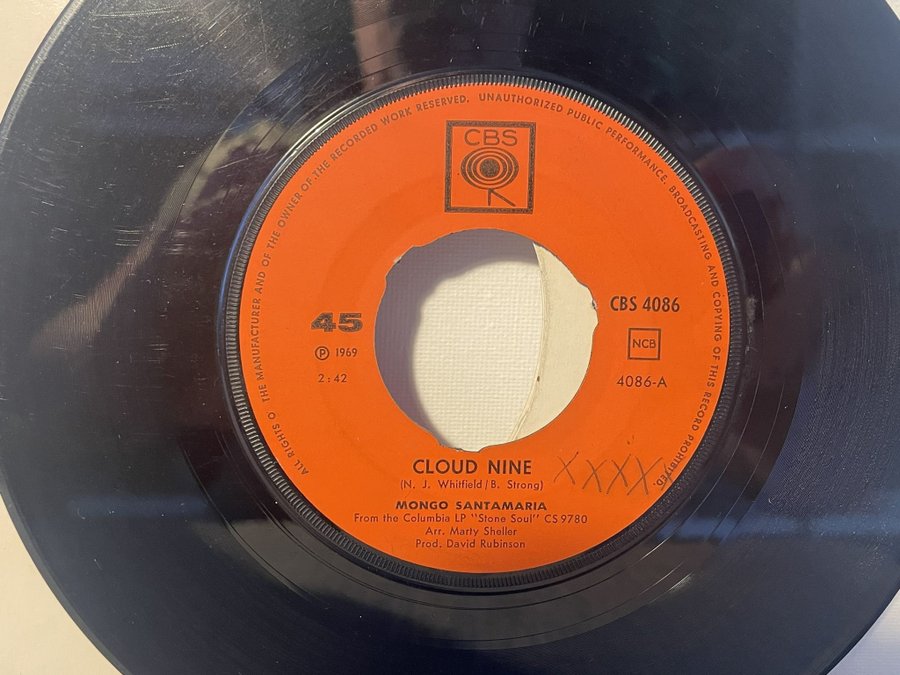 ALL RIGHTS O THE MANUFACTURER AND OF THE OWNER OF THE RECORDED WORK RESERVED. UNAUTHORIZED PUBLIC PERFORMANCE, BROADCASTING AND COPYING OF THIS RECORD PROHIBITED.
CBS
45
CBS 4086
℗ 1969
NCB
2:42
4086-A
CLOUD NINE
(N. J. Whitfield/B. Strong)
XXXX
MONGO SANTAMARIA
From the Columbia LP "Stone Soul" CS 9780
Arr. Marty Sheller
Prod. David Rubinson